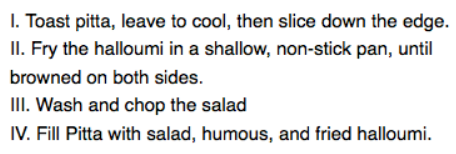 I. Toast pitta, leave to cool, then slice down the edge.
II. Fry the halloumi in a shallow, non-stick pan, until
browned on both sides.
III. Wash and chop the salad
IV. Fill Pitta with salad, humous, and fried halloumi.